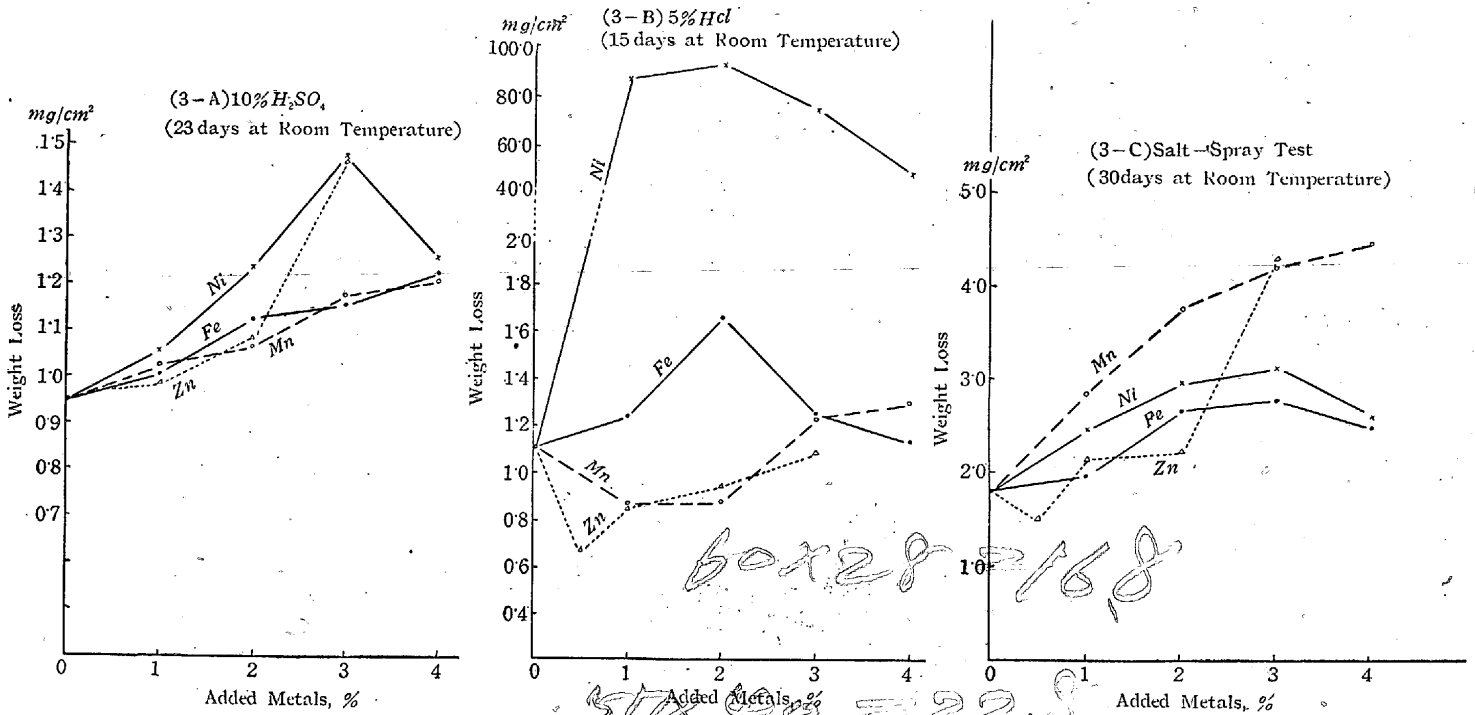 (3-A)10%H₂SO₄
(23days at Room Temperature)
mg/cm²
1·5
1·4
1·3
1·2
1·1
1·0
0·9
0·8
0·7
Weight Loss
Ni
Fe
Mn
Zn
0 1 2 3 4
Added Metals, %
(3-B) 5%Hcl
(15days at Room Temperature)
mg/cm²
100·0
80·0
60·0
40·0
2·0
1·8
1·6
1·4
1·2
1·0
0·8
0·6
0·4
Weight Loss
Ni
Fe
Mn
Zn
0 1 2 3 4
Added Metals, %
(3-C)Salt-Spray Test
(30days at Room Temperature)
mg/cm²
5·0
4·0
3·0
2·0
1·0
Weight Loss
Mn
Ni
Fe
Zn
0 1 2 3 4
Added Metals, %